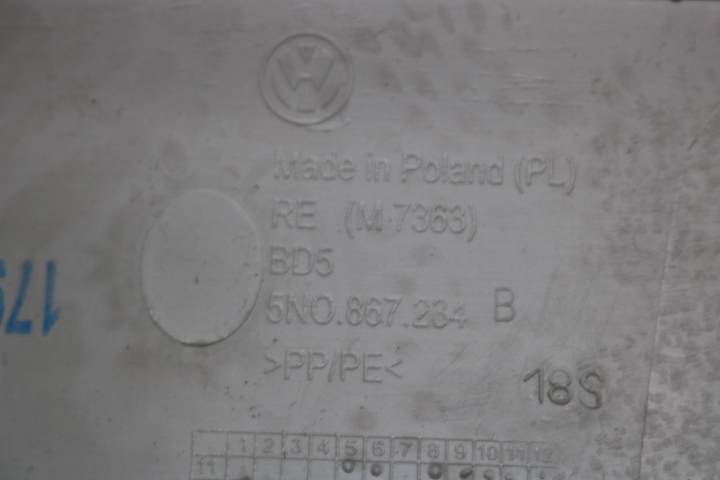 Made in Poland (PL)
RE (M 7363)
BD5
5N0.867.234 B
>PP/PE<
18S
179
1 2 3 4 5 6 7 8 9 10 11 12
11